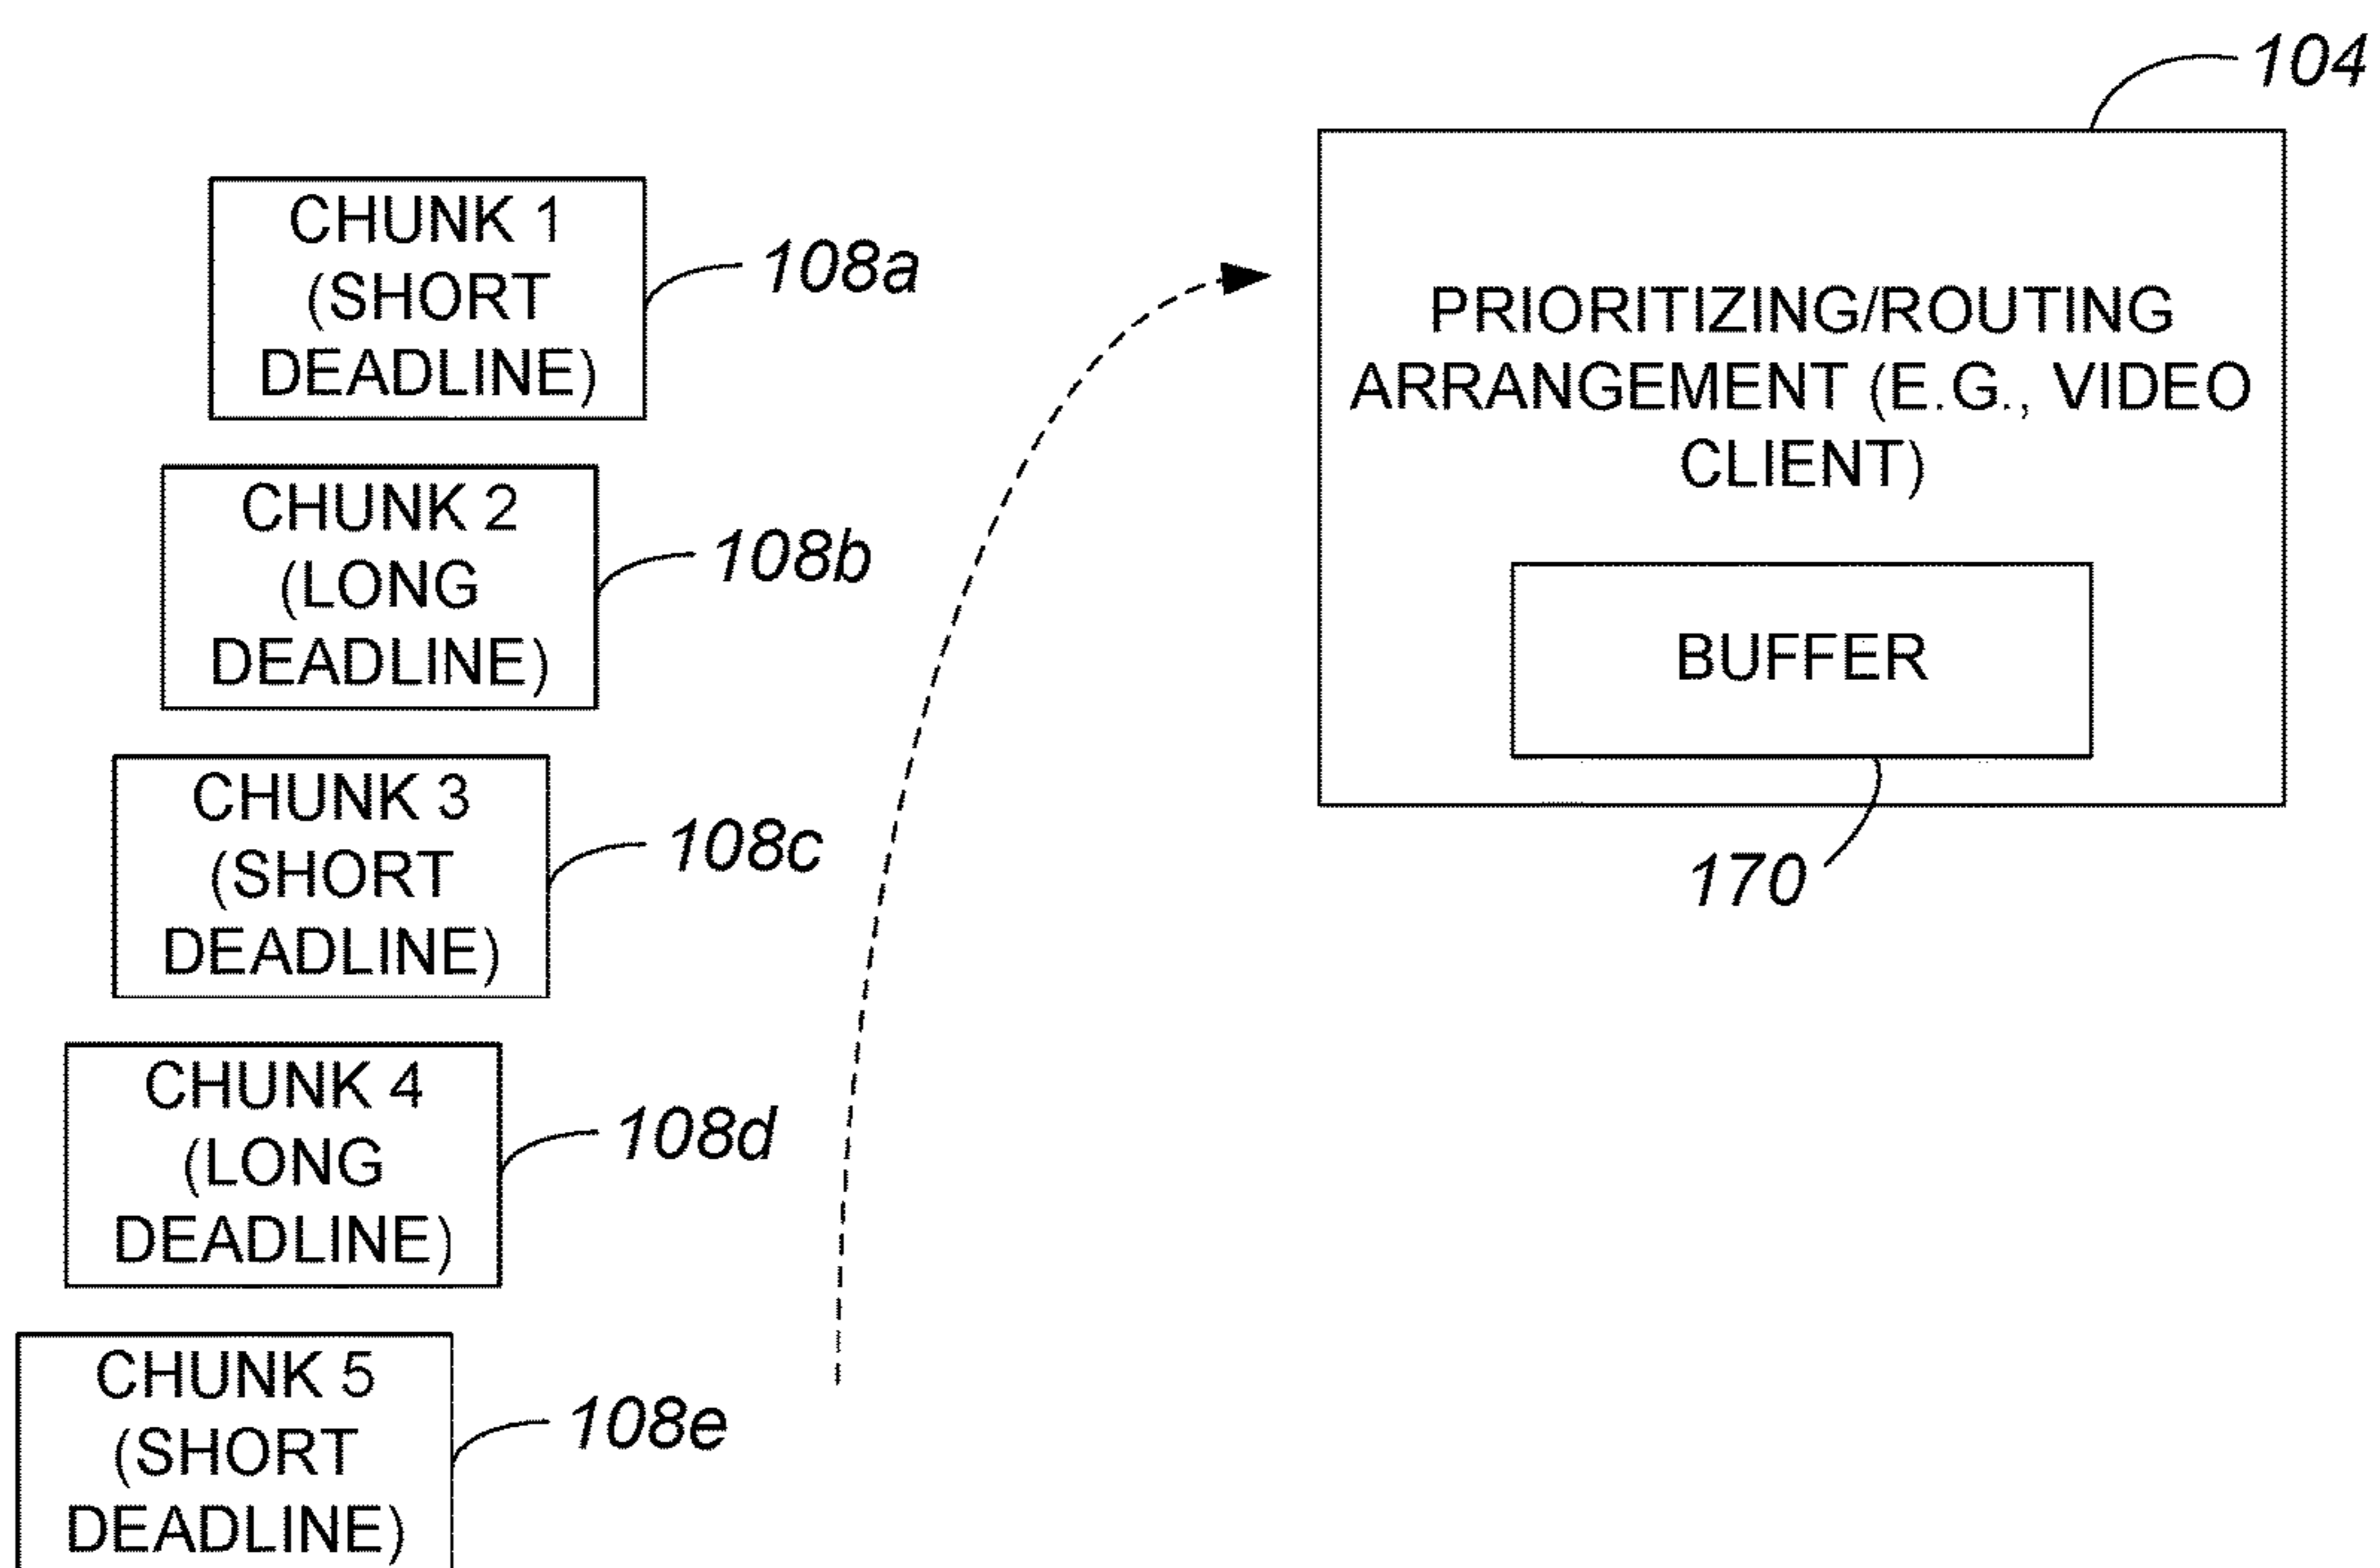 CHUNK 1
(SHORT
DEADLINE)
108a
CHUNK 2
(LONG
DEADLINE)
108b
CHUNK 3
(SHORT
DEADLINE)
108c
CHUNK 4
(LONG
DEADLINE)
108d
CHUNK 5
(SHORT
DEADLINE)
108e
104
PRIORITIZING/ROUTING
ARRANGEMENT (E.G., VIDEO
CLIENT)
BUFFER
170